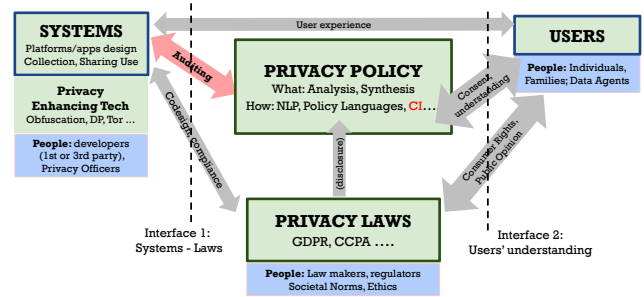 SYSTEMS
Platforms/apps design
Collection, Sharing Use
Privacy
Enhancing Tech
Obfuscation, DP, Tor ...
People: developers
(1st or 3rd party),
Privacy Officers
User experience
Auditing
PRIVACY POLICY
What: Analysis, Synthesis
How: NLP, Policy Languages, CI...
USERS
People: Individuals,
Families; Data Agents
Consent,
understanding
Codesign, compliance
(disclosure)
Consumer Rights,
Public Opinion
Interface 1:
Systems - Laws
PRIVACY LAWS
GDPR, CCPA ....
People: Law makers, regulators
Societal Norms, Ethics
Interface 2:
Users' understanding